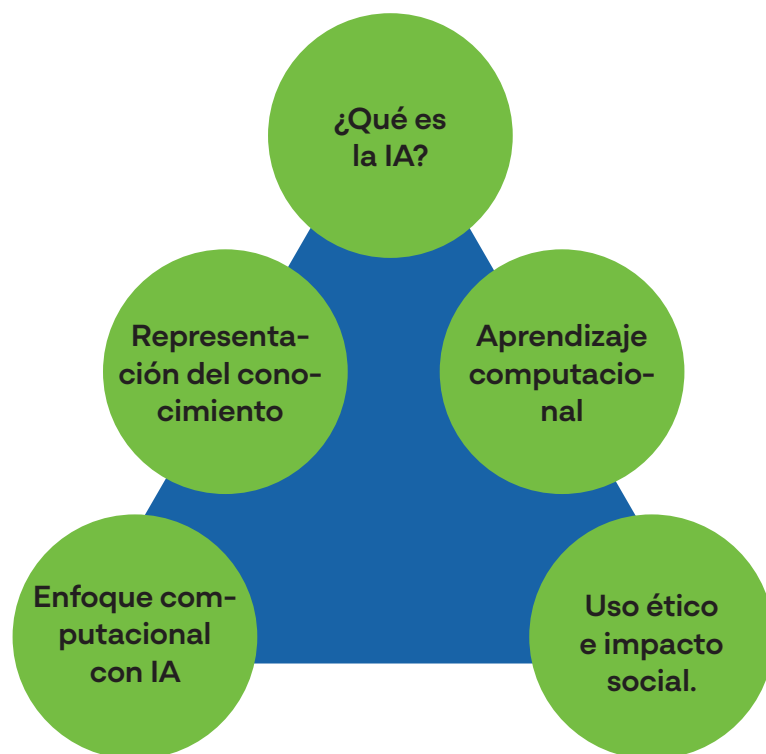 ¿Qué es
la IA?
Representa-
ción del cono-
cimiento
Aprendizaje
computacio-
nal
Enfoque com-
putacional
con IA
Uso ético
e impacto
social.